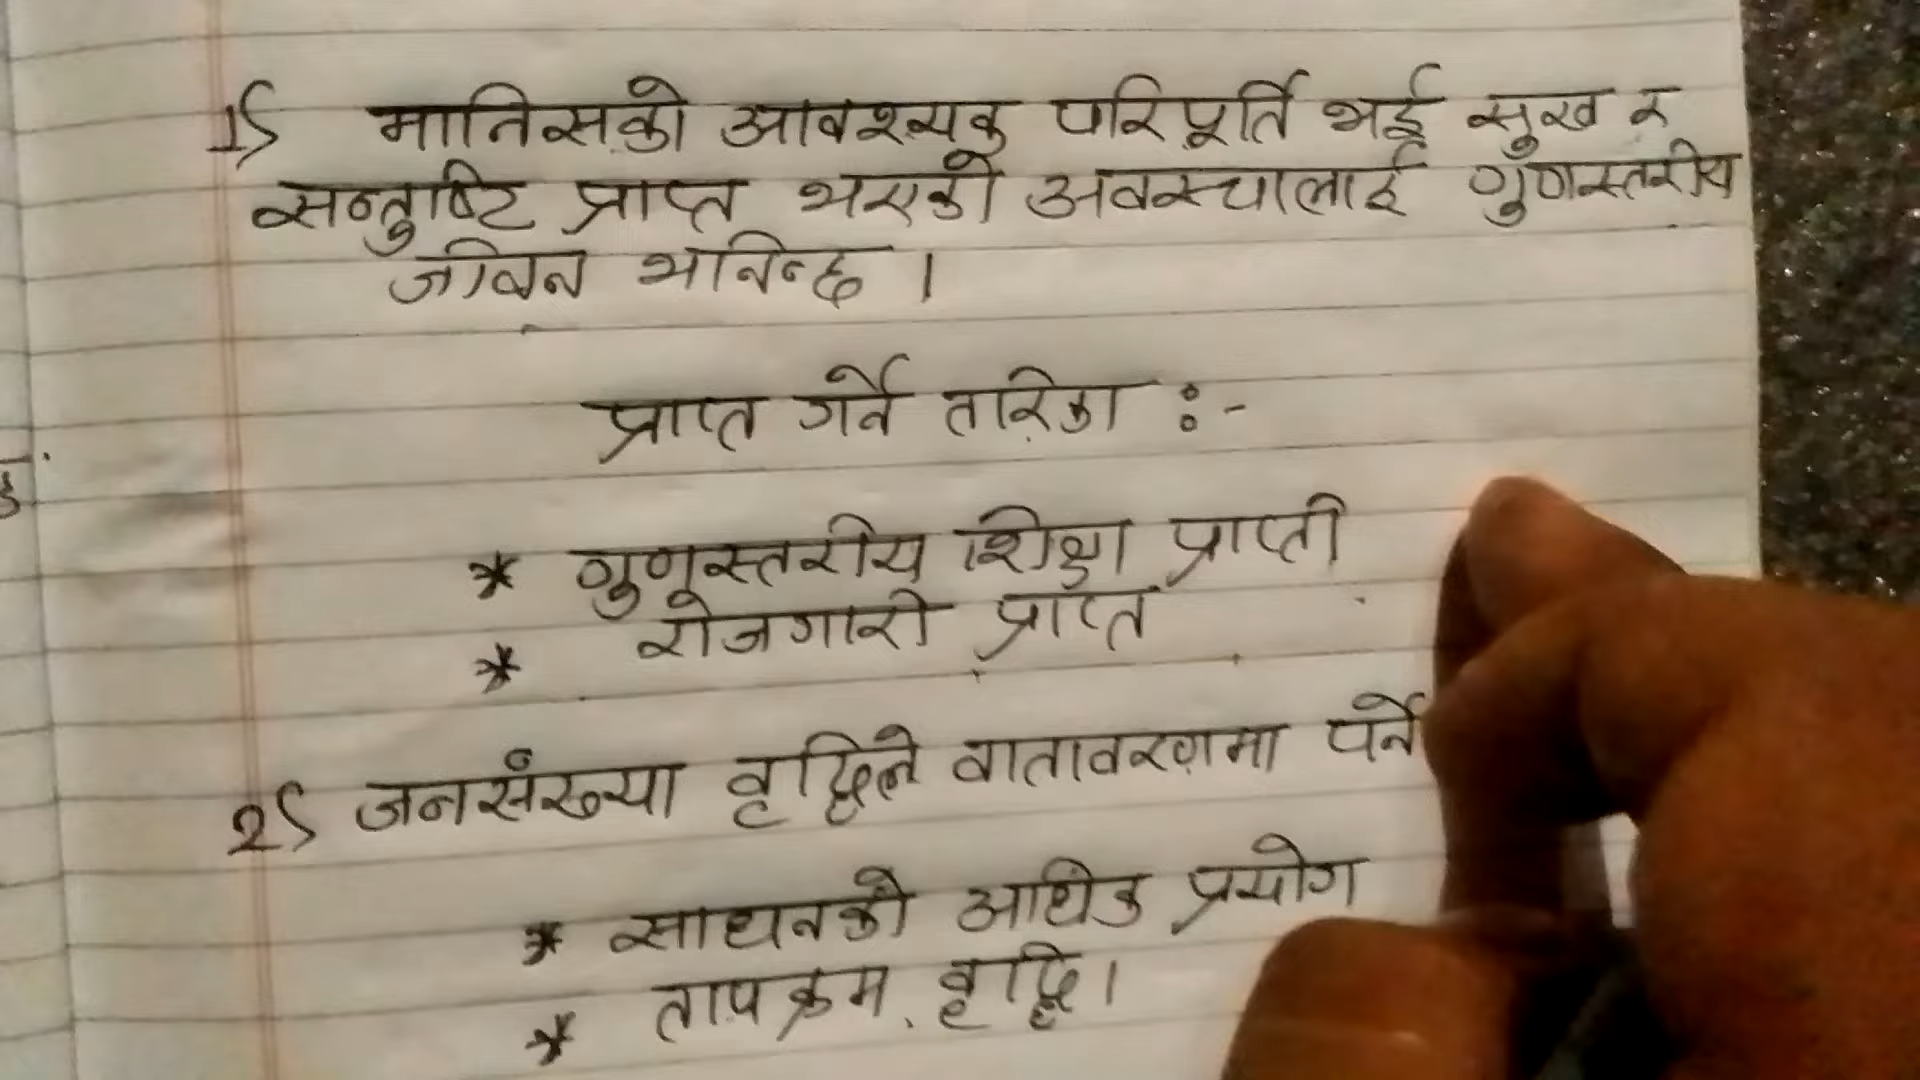 1) मानिसको आवश्यक परिपूर्ति भई सुख र
सन्तुष्टि प्राप्त भएको अवस्थालाई गुणस्तरीय
जीवन भनिन्छ ।
प्राप्त गर्ने तरिका :-
* गुणस्तरीय शिक्षा प्राप्ती
* रोजगारी प्राप्त
2) जनसंख्या वृद्धिले वातावरणमा पर्ने
* साधनको अधिक प्रयोग
* तापक्रम वृद्धि।